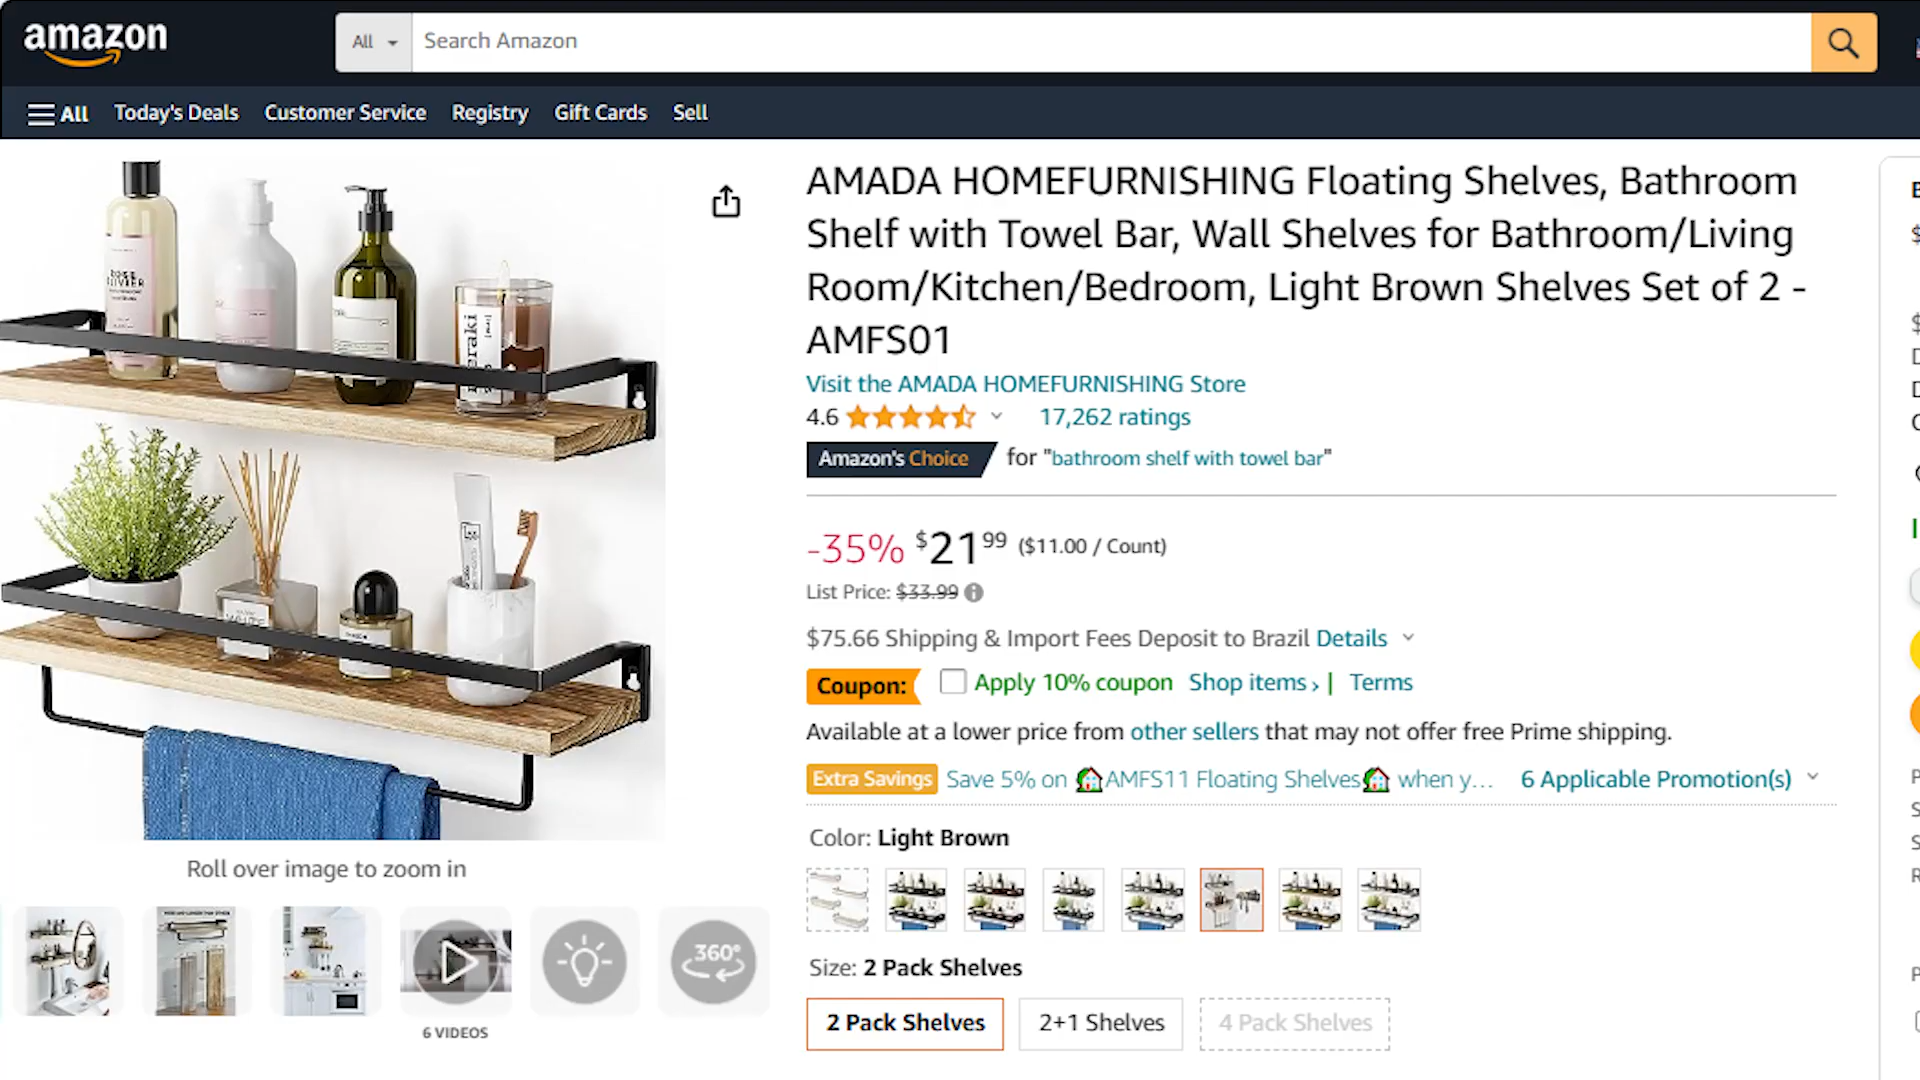 amazon
All
Search Amazon
All
Today's Deals
Customer Service
Registry
Gift Cards
Sell
AMADA HOMEFURNISHING Floating Shelves, Bathroom
Shelf with Towel Bar, Wall Shelves for Bathroom/Living
Room/Kitchen/Bedroom, Light Brown Shelves Set of 2 -
AMFS01
Visit the AMADA HOMEFURNISHING Store
4.6
17,262 ratings
Amazon's Choice for "bathroom shelf with towel bar"
-35% $21 99 ($11.00 / Count)
List Price: $33.99
$75.66 Shipping & Import Fees Deposit to Brazil Details
Coupon: Apply 10% coupon Shop items › | Terms
Available at a lower price from other sellers that may not offer free Prime shipping.
Extra Savings Save 5% on 🏠AMFS11 Floating Shelves🏠 when y... 6 Applicable Promotion(s)
Color: Light Brown
Size: 2 Pack Shelves
2 Pack Shelves
2+1 Shelves
4 Pack Shelves
Roll over image to zoom in
360°
6 VIDEOS